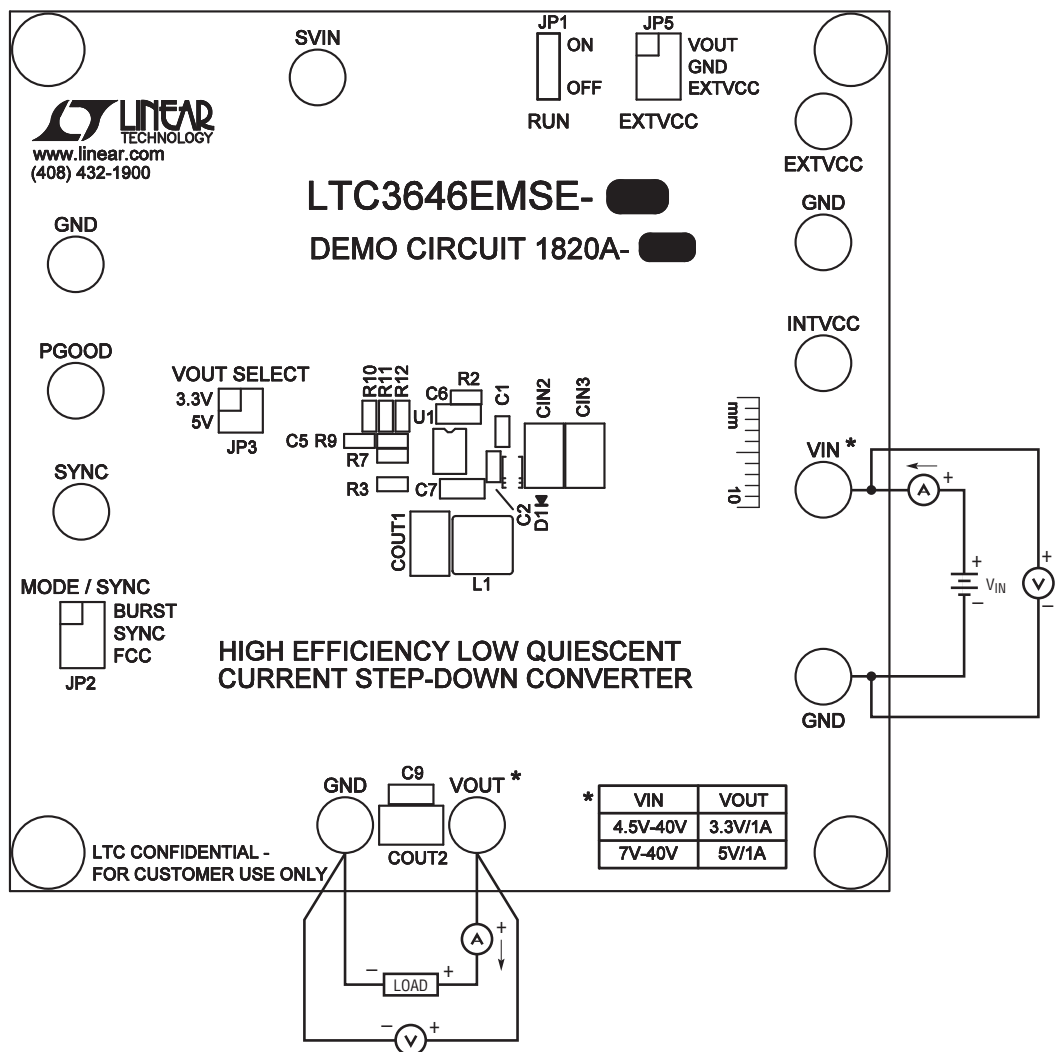 JP1
JP5
SVIN
ON
OFF
RUN
VOUT
GND
EXTVCC
EXTVCC
LINEAR
TECHNOLOGY
www.linear.com
(408) 432-1900
EXTVCC
LTC3646EMSE-
DEMO CIRCUIT 1820A-
GND
GND
INTVCC
PGOOD
VOUT SELECT
3.3V
5V
JP3
R10
R11
R12
C6
R2
C1
U1
CIN2
CIN3
C5
R9
R7
R3
C7
C2
D1
COUT1
L1
mm
10
VIN *
A
+
+
VIN
–
+
V
–
GND
SYNC
MODE / SYNC
BURST
SYNC
FCC
JP2
HIGH EFFICIENCY LOW QUIESCENT
CURRENT STEP-DOWN CONVERTER
GND
C9
VOUT *
COUT2
* VIN VOUT
4.5V-40V 3.3V/1A
7V-40V 5V/1A
LTC CONFIDENTIAL -
FOR CUSTOMER USE ONLY
A
+
– LOAD +
– V +